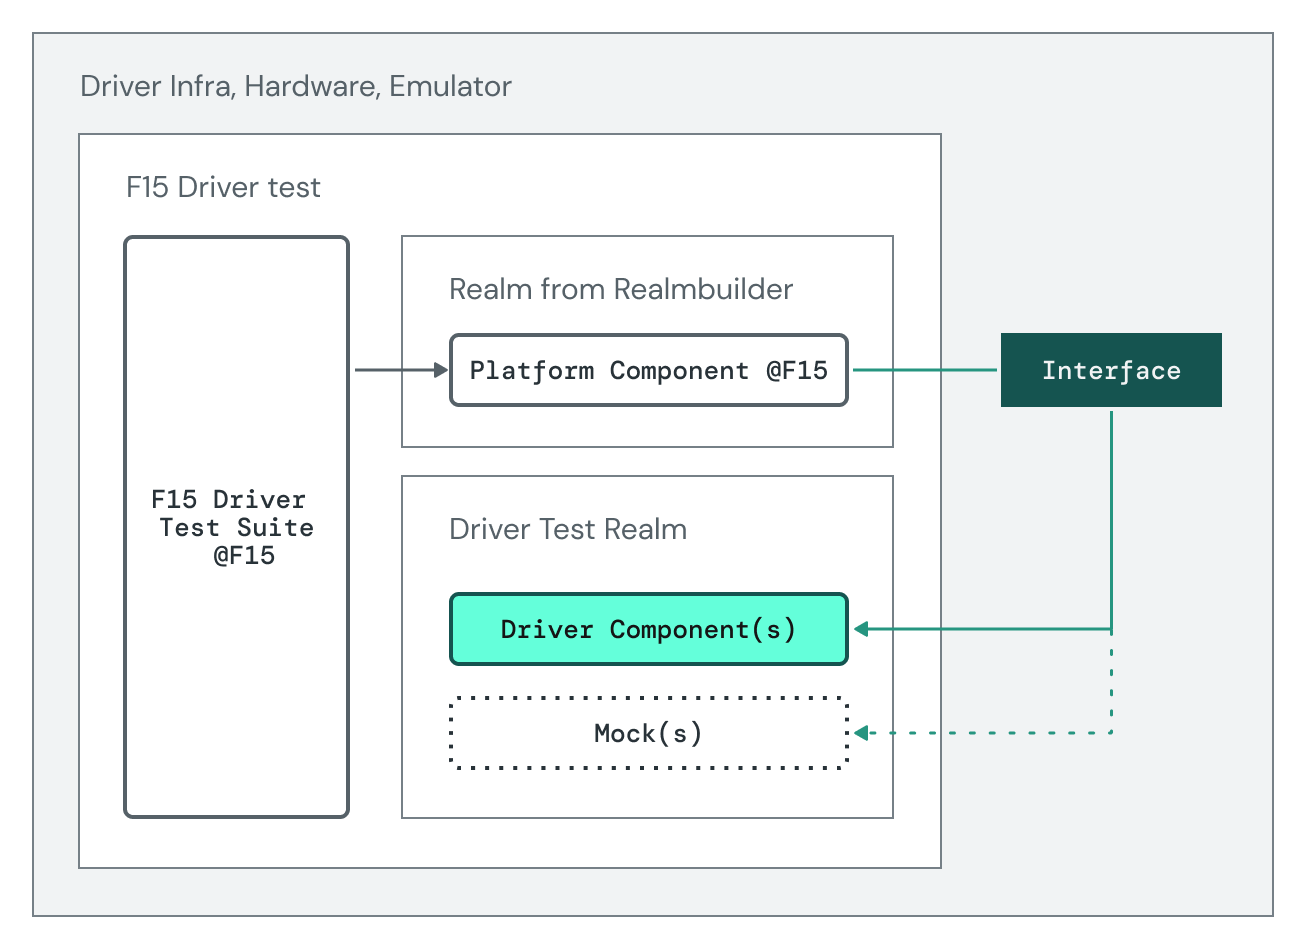 Driver Infra, Hardware, Emulator
F15 Driver test
Realm from Realmbuilder
Platform Component @F15
Interface
F15 Driver
Test Suite
@F15
Driver Test Realm
Driver Component(s)
Mock(s)